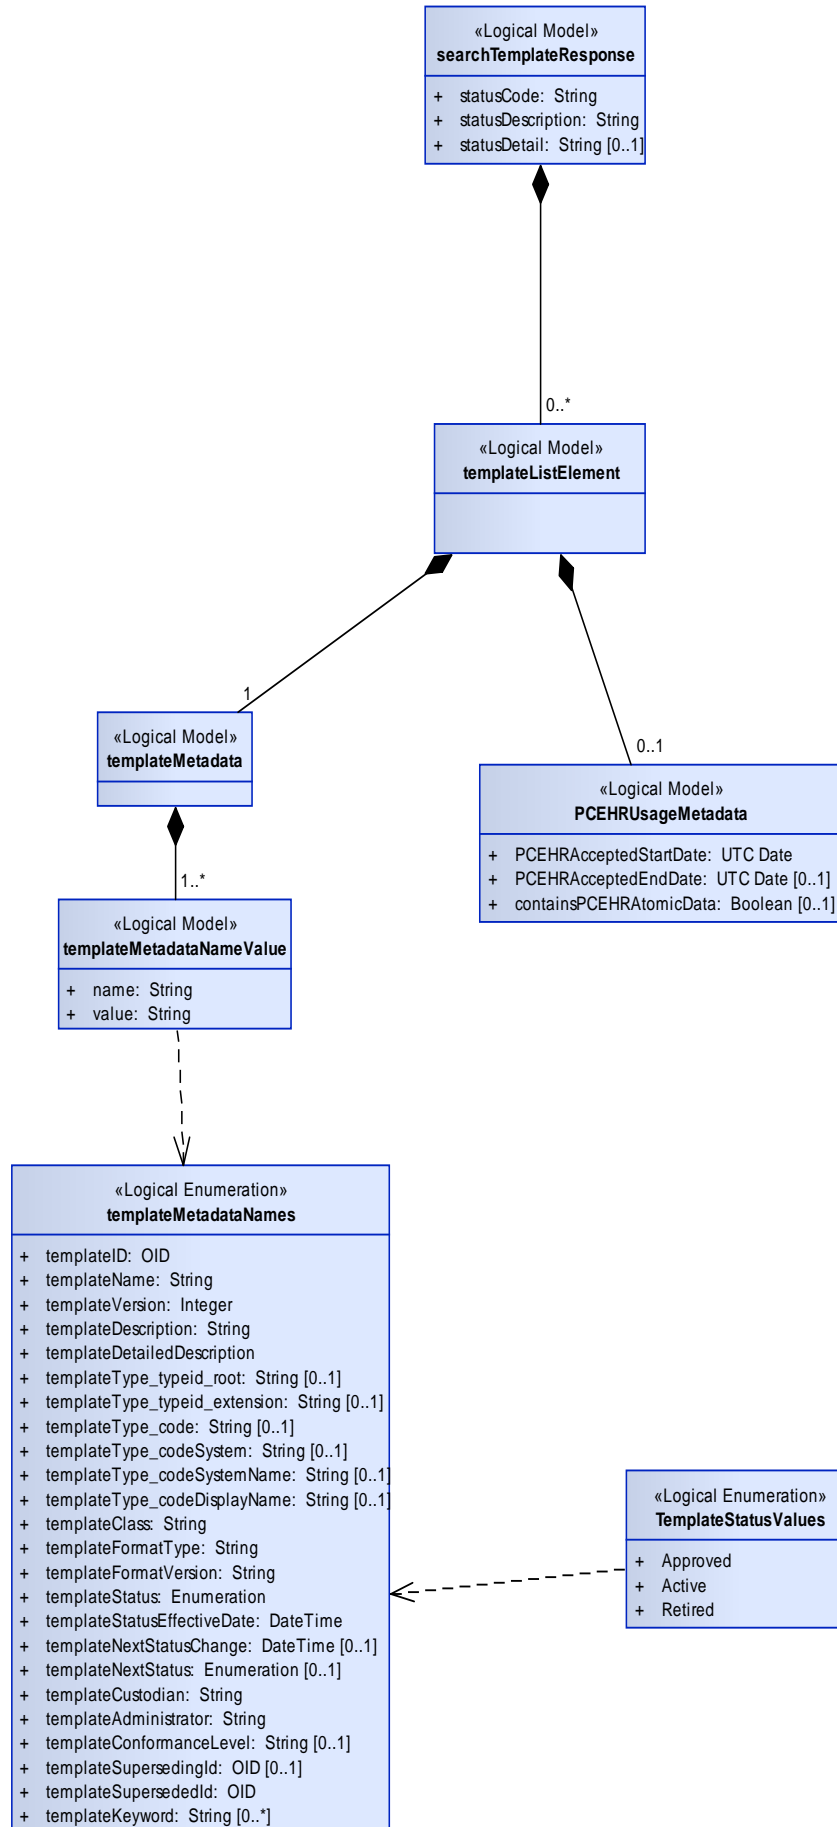 «Logical Model»
searchTemplateResponse
+ statusCode: String
+ statusDescription: String
+ statusDetail: String [0..1]
0..*
«Logical Model»
templateListElement
1
0..1
«Logical Model»
templateMetadata
«Logical Model»
PCEHRUsageMetadata
+ PCEHRAcceptedStartDate: UTC Date
+ PCEHRAcceptedEndDate: UTC Date [0..1]
+ containsPCEHRAtomicData: Boolean [0..1]
1..*
«Logical Model»
templateMetadataNameValue
+ name: String
+ value: String
«Logical Enumeration»
templateMetadataNames
+ templateID: OID
+ templateName: String
+ templateVersion: Integer
+ templateDescription: String
+ templateDetailedDescription
+ templateType_typeid_root: String [0..1]
+ templateType_typeid_extension: String [0..1]
+ templateType_code: String [0..1]
+ templateType_codeSystem: String [0..1]
+ templateType_codeSystemName: String [0..1]
+ templateType_codeDisplayName: String [0..1]
+ templateClass: String
+ templateFormatType: String
+ templateFormatVersion: String
+ templateStatus: Enumeration
+ templateStatusEffectiveDate: DateTime
+ templateNextStatusChange: DateTime [0..1]
+ templateNextStatus: Enumeration [0..1]
+ templateCustodian: String
+ templateAdministrator: String
+ templateConformanceLevel: String [0..1]
+ templateSupersedingId: OID [0..1]
+ templateSupersededId: OID
+ templateKeyword: String [0..*]
«Logical Enumeration»
TemplateStatusValues
+ Approved
+ Active
+ Retired